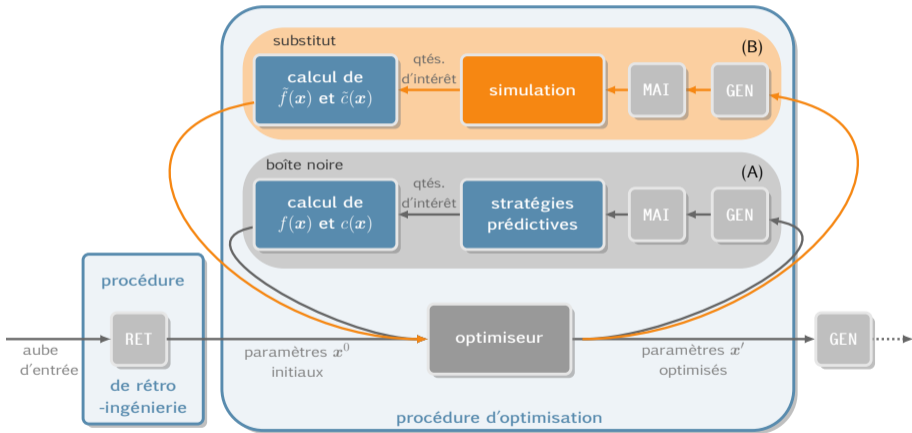 substitut
(B)
calcul de
f̃(x) et c̃(x)
qtés.
d'intérêt
simulation
MAI
GEN
boîte noire
(A)
calcul de
f(x) et c(x)
qtés.
d'intérêt
stratégies
prédictives
MAI
GEN
procédure
RET
de rétro
-ingénierie
aube
d'entrée
paramètres x⁰
initiaux
optimiseur
paramètres x′
optimisés
GEN
procédure d'optimisation